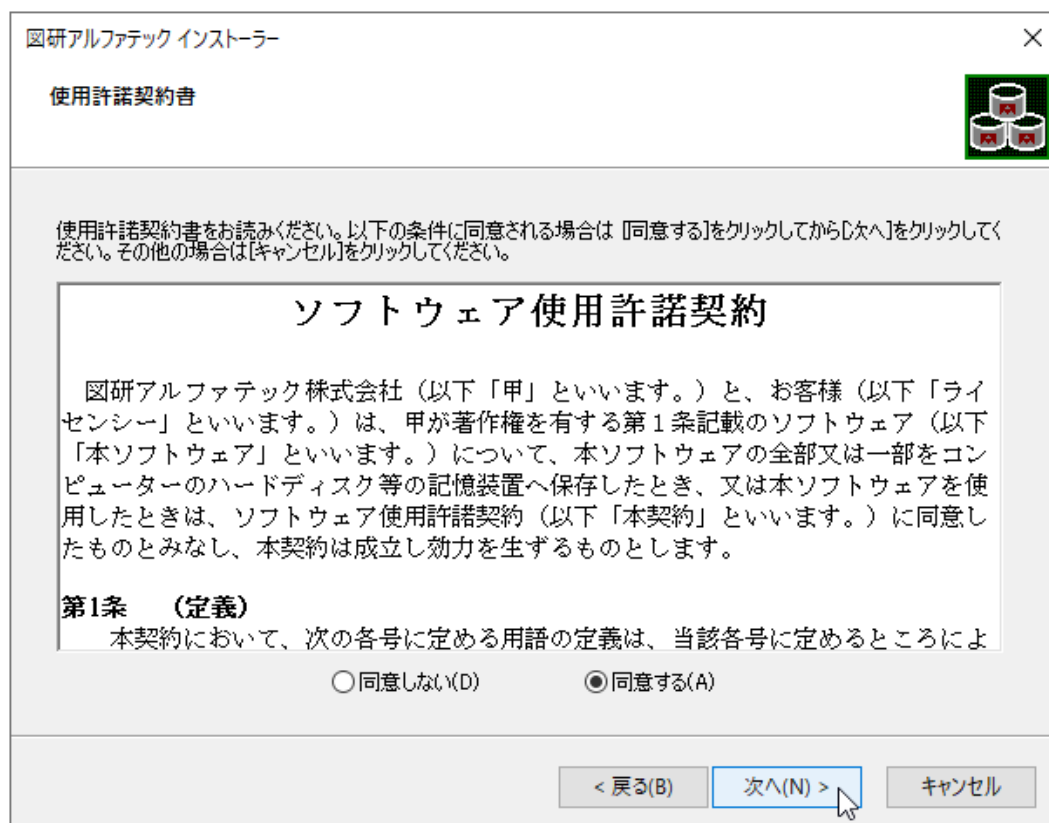 図研アルファテック インストーラー
使用許諾契約書
使用許諾契約書をお読みください。以下の条件に同意される場合は [同意する]をクリックしてから[次へ]をクリックしてく
ださい。その他の場合は[キャンセル]をクリックしてください。
ソフトウェア使用許諾契約
図研アルファテック株式会社（以下「甲」といいます。）と、お客様（以下「ライ
センシー」といいます。）は、甲が著作権を有する第１条記載のソフトウェア（以下
「本ソフトウェア」といいます。）について、本ソフトウェアの全部又は一部をコン
ピューターのハードディスク等の記憶装置へ保存したとき、又は本ソフトウェアを使
用したときは、ソフトウェア使用許諾契約（以下「本契約」といいます。）に同意し
たものとみなし、本契約は成立し効力を生ずるものとします。
第1条　（定義）
本契約において、次の各号に定める用語の定義は、当該各号に定めるところによ
同意しない(D) 同意する(A)
< 戻る(B) 次へ(N) > キャンセル